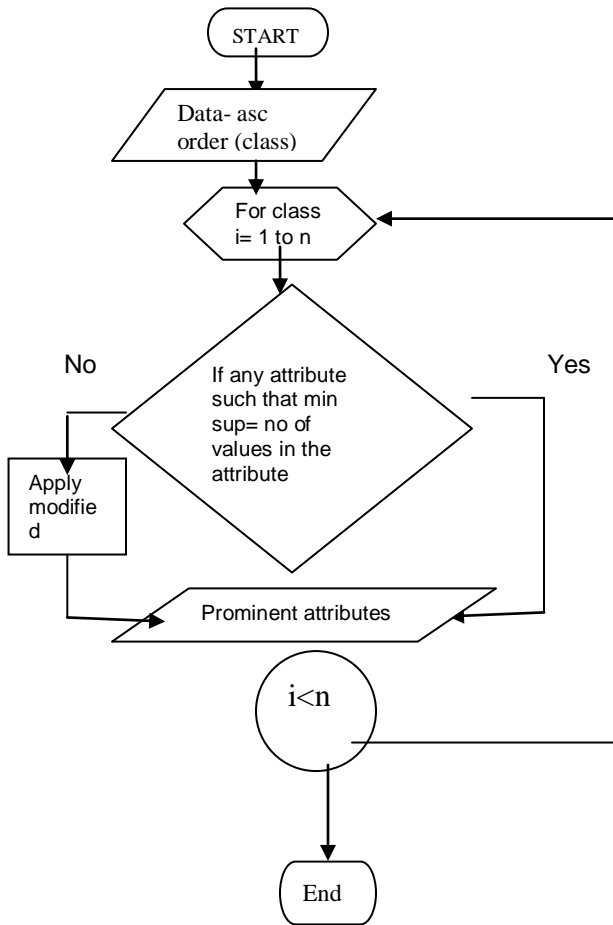 START
Data- asc
order (class)
For class
i= 1 to n
No
Yes
If any attribute
such that min
sup= no of
values in the
attribute
Apply
modifie
d
Prominent attributes
i<n
End